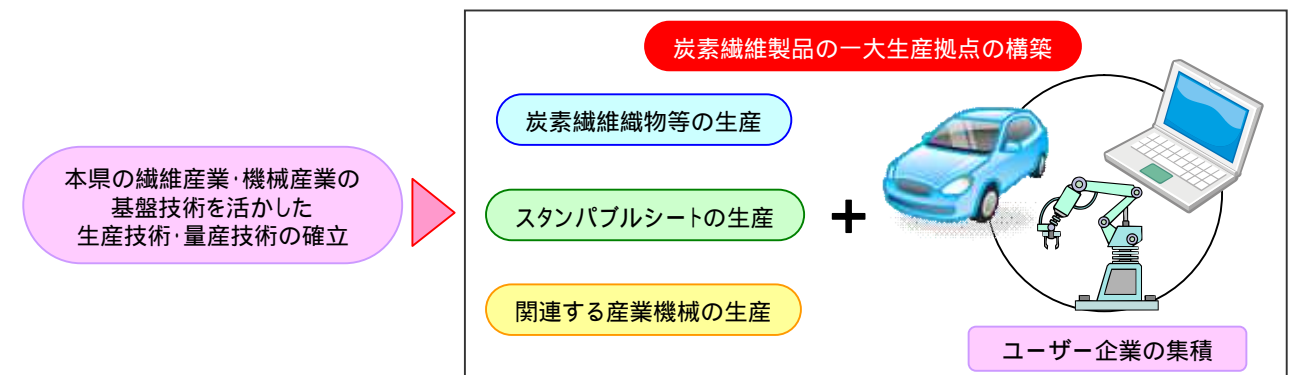 炭素繊維製品の一大生産拠点の構築
本県の繊維産業・機械産業の
基盤技術を活かした
生産技術・量産技術の確立
炭素繊維織物等の生産
スタンパブルシートの生産
関連する産業機械の生産
+
ユーザー企業の集積